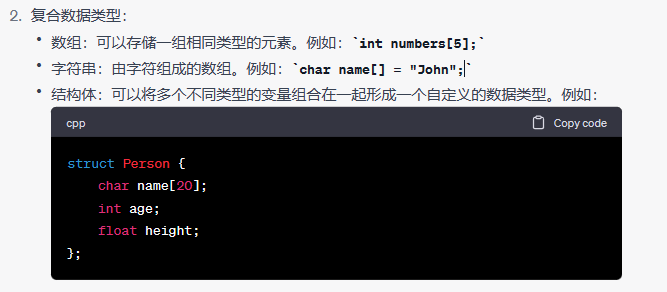 2. 复合数据类型：
• 数组：可以存储一组相同类型的元素。例如：`int numbers[5];`
• 字符串：由字符组成的数组。例如：`char name[] = "John";`
• 结构体：可以将多个不同类型的变量组合在一起形成一个自定义的数据类型。例如：
cpp Copy code
struct Person {
    char name[20];
    int age;
    float height;
};